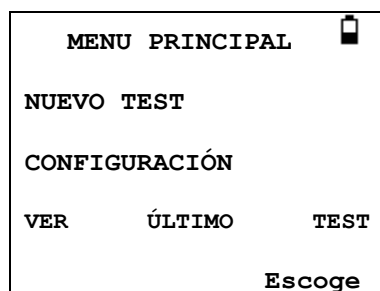 MENU PRINCIPAL
NUEVO TEST
CONFIGURACIÓN
VER ÚLTIMO TEST
Escoge